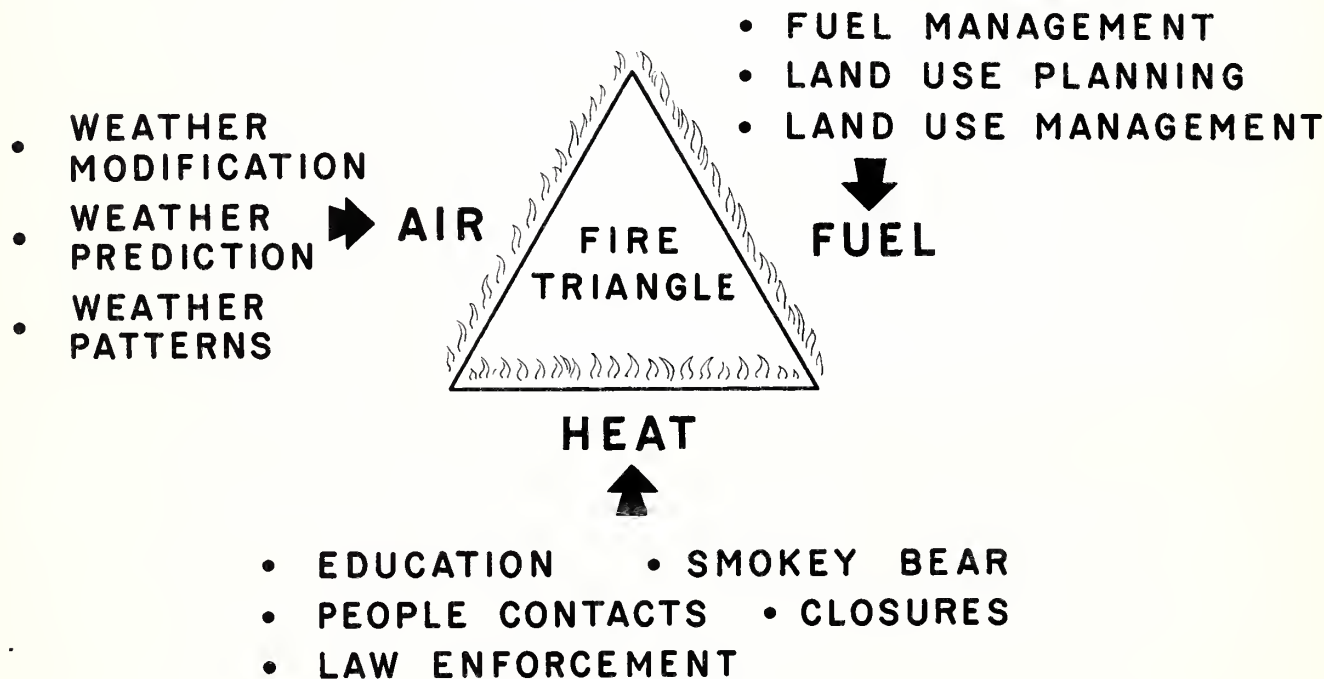 • FUEL MANAGEMENT
• LAND USE PLANNING
• LAND USE MANAGEMENT
FUEL
• WEATHER
MODIFICATION
• WEATHER
PREDICTION
• WEATHER
PATTERNS
AIR
FIRE
TRIANGLE
HEAT
• EDUCATION • SMOKEY BEAR
• PEOPLE CONTACTS • CLOSURES
• LAW ENFORCEMENT